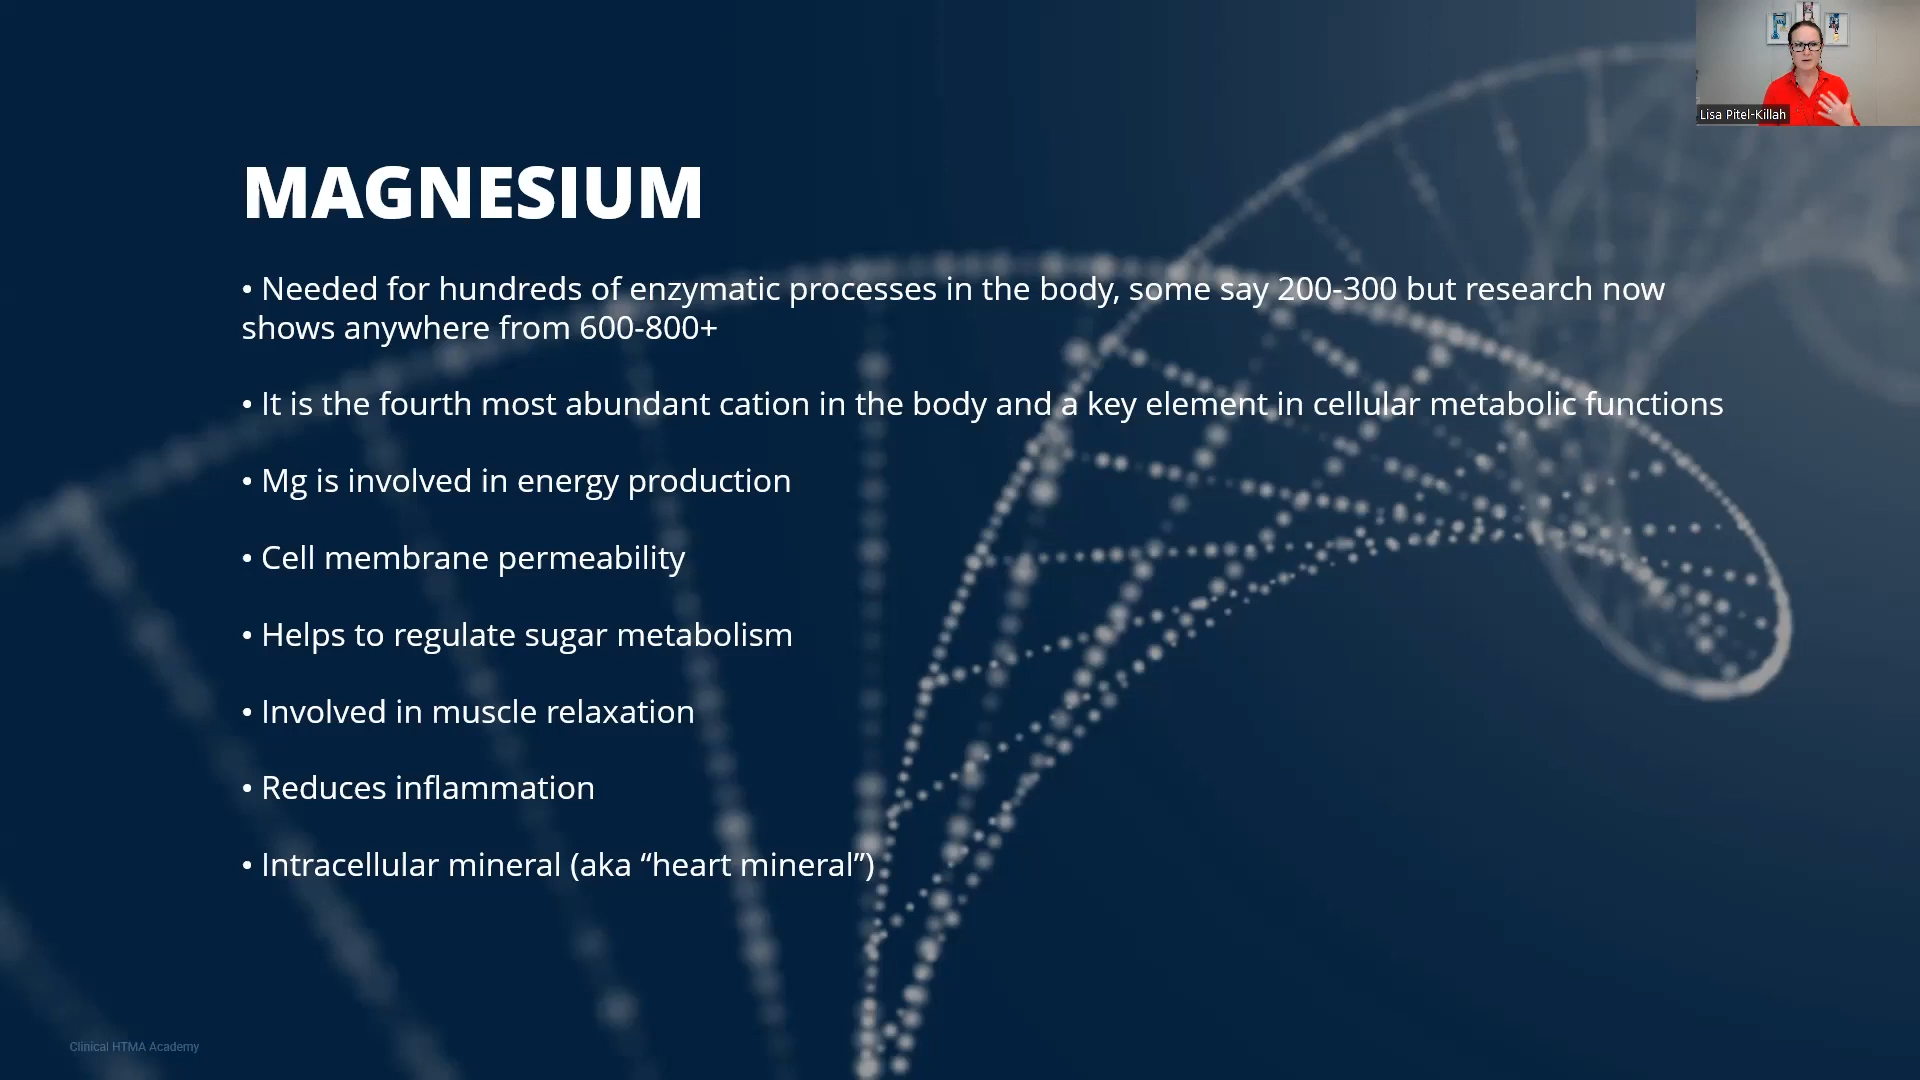 Lisa Pitel-Killah
MAGNESIUM
• Needed for hundreds of enzymatic processes in the body, some say 200-300 but research now
shows anywhere from 600-800+
• It is the fourth most abundant cation in the body and a key element in cellular metabolic functions
• Mg is involved in energy production
• Cell membrane permeability
• Helps to regulate sugar metabolism
• Involved in muscle relaxation
• Reduces inflammation
• Intracellular mineral (aka “heart mineral”)
Clinical HTMA Academy